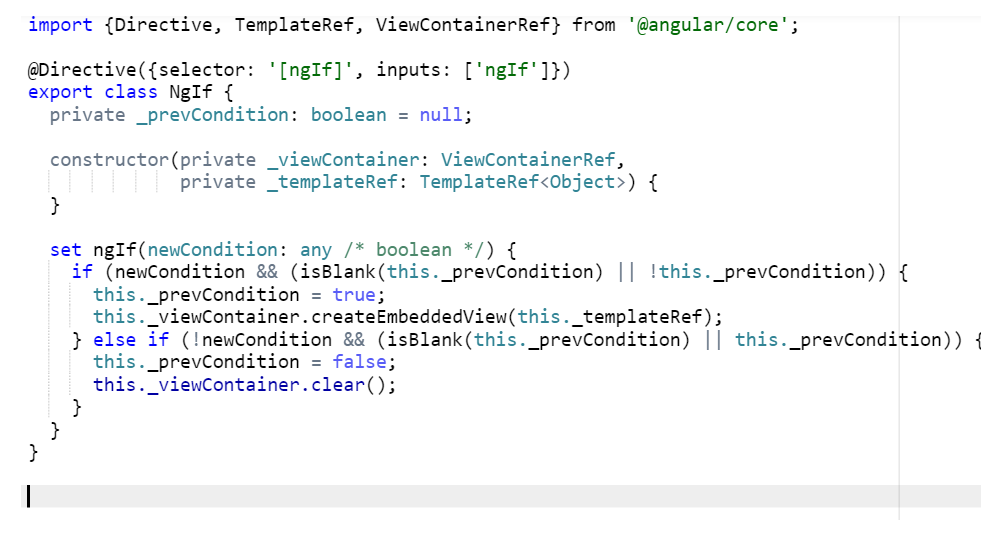 import {Directive, TemplateRef, ViewContainerRef} from '@angular/core';
@Directive({selector: '[ngIf]', inputs: ['ngIf']})
export class NgIf {
private _prevCondition: boolean = null;
constructor(private _viewContainer: ViewContainerRef,
private _templateRef: TemplateRef<Object>) {
}
set ngIf(newCondition: any /* boolean */) {
if (newCondition && (isBlank(this._prevCondition) || !this._prevCondition)) {
this._prevCondition = true;
this._viewContainer.createEmbeddedView(this._templateRef);
} else if (!newCondition && (isBlank(this._prevCondition) || this._prevCondition)) {
this._prevCondition = false;
this._viewContainer.clear();
}
}
}